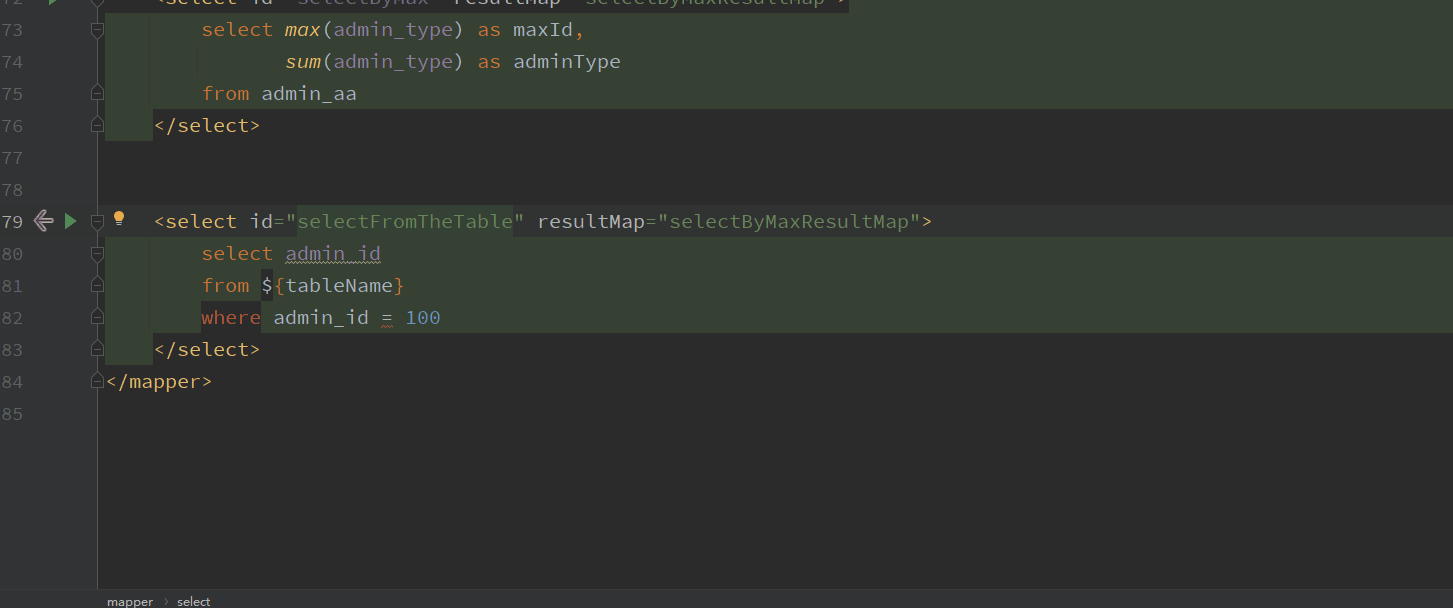 72 <select id="selectByMax" resultMap="selectByMaxResultMap">
73 select max(admin_type) as maxId,
74 sum(admin_type) as adminType
75 from admin_aa
76 </select>
77
78
79 <select id="selectFromTheTable" resultMap="selectByMaxResultMap">
80 select admin_id
81 from ${tableName}
82 where admin_id = 100
83 </select>
84 </mapper>
85
mapper › select